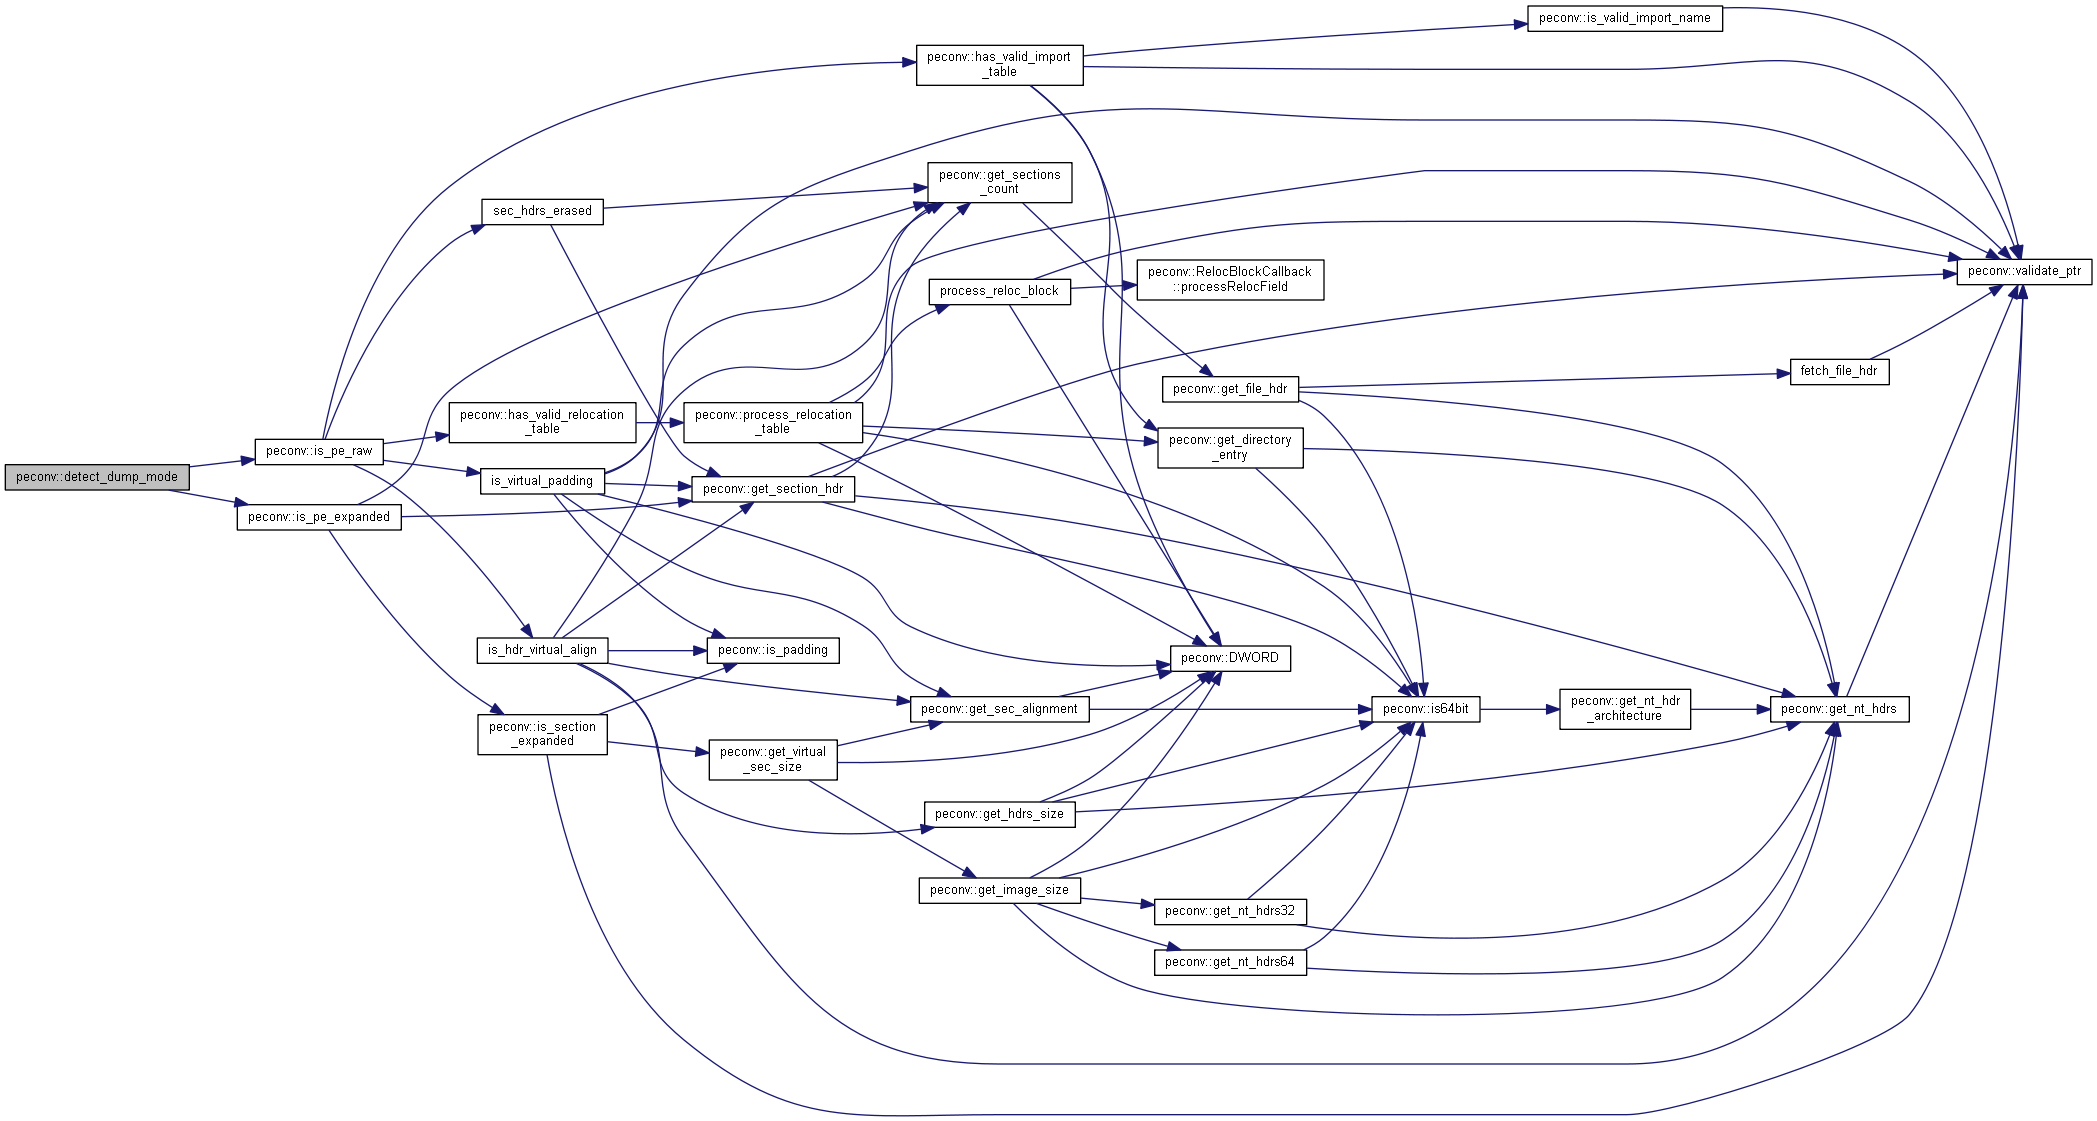 peconv::detect_dump_mode
peconv::is_pe_raw
peconv::is_pe_expanded
sec_hdrs_erased
peconv::has_valid_relocation
_table
is_virtual_padding
is_hdr_virtual_align
peconv::is_section
_expanded
peconv::process_relocation
_table
peconv::get_section_hdr
peconv::is_padding
peconv::get_virtual
_sec_size
peconv::has_valid_import
_table
peconv::get_sections
_count
process_reloc_block
peconv::get_sec_alignment
peconv::get_hdrs_size
peconv::get_image_size
peconv::RelocBlockCallback
::processRelocField
peconv::get_file_hdr
peconv::get_directory
_entry
peconv::DWORD
peconv::get_nt_hdrs32
peconv::get_nt_hdrs64
peconv::is64bit
peconv::is_valid_import_name
peconv::get_nt_hdr
_architecture
fetch_file_hdr
peconv::get_nt_hdrs
peconv::validate_ptr